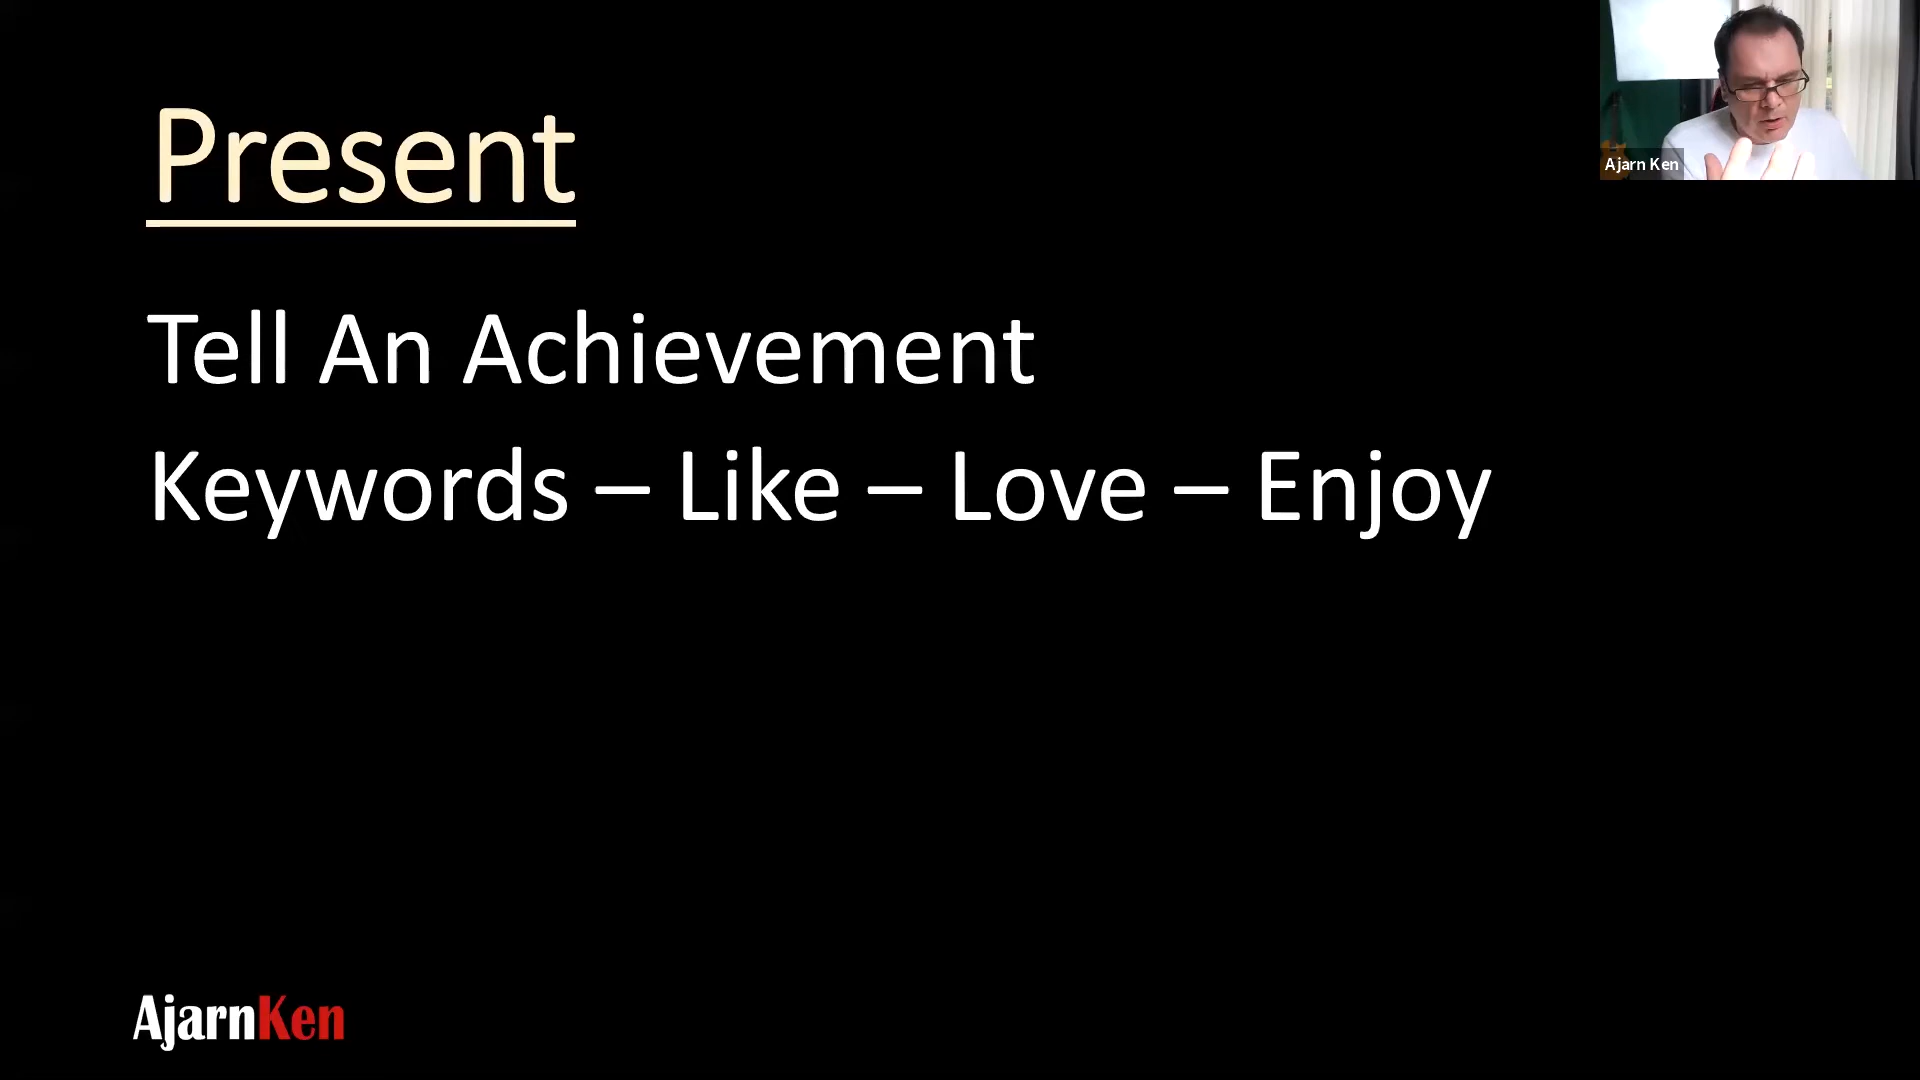 Present
Tell An Achievement
Keywords – Like – Love – Enjoy
Ajarn Ken
AjarnKen